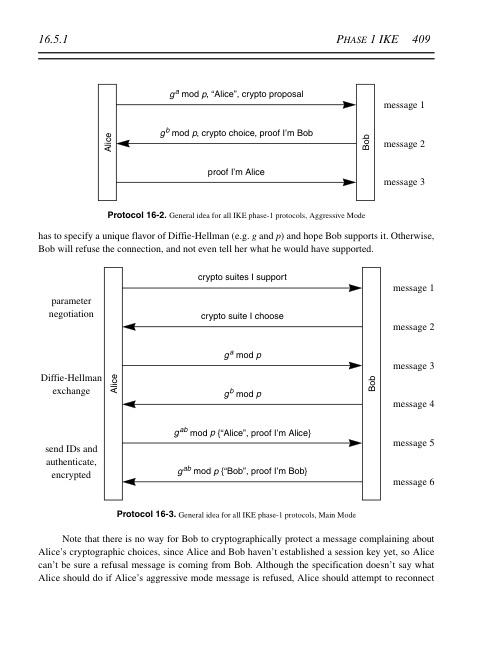 16.5.1 PHASE 1 IKE 409
g^a mod p, “Alice”, crypto proposal
message 1
g^b mod p, crypto choice, proof I’m Bob
message 2
Alice
Bob
proof I’m Alice
message 3
Protocol 16-2. General idea for all IKE phase-1 protocols, Aggressive Mode
has to specify a unique flavor of Diffie-Hellman (e.g. g and p) and hope Bob supports it. Otherwise,
Bob will refuse the connection, and not even tell her what he would have supported.
crypto suites I support
message 1
parameter
negotiation
crypto suite I choose
message 2
g^a mod p
message 3
Diffie-Hellman
exchange
Alice
Bob
g^b mod p
message 4
g^ab mod p {“Alice”, proof I’m Alice}
message 5
send IDs and
authenticate,
encrypted
g^ab mod p {“Bob”, proof I’m Bob}
message 6
Protocol 16-3. General idea for all IKE phase-1 protocols, Main Mode
Note that there is no way for Bob to cryptographically protect a message complaining about
Alice’s cryptographic choices, since Alice and Bob haven’t established a session key yet, so Alice
can’t be sure a refusal message is coming from Bob. Although the specification doesn’t say what
Alice should do if Alice’s aggressive mode message is refused, Alice should attempt to reconnect